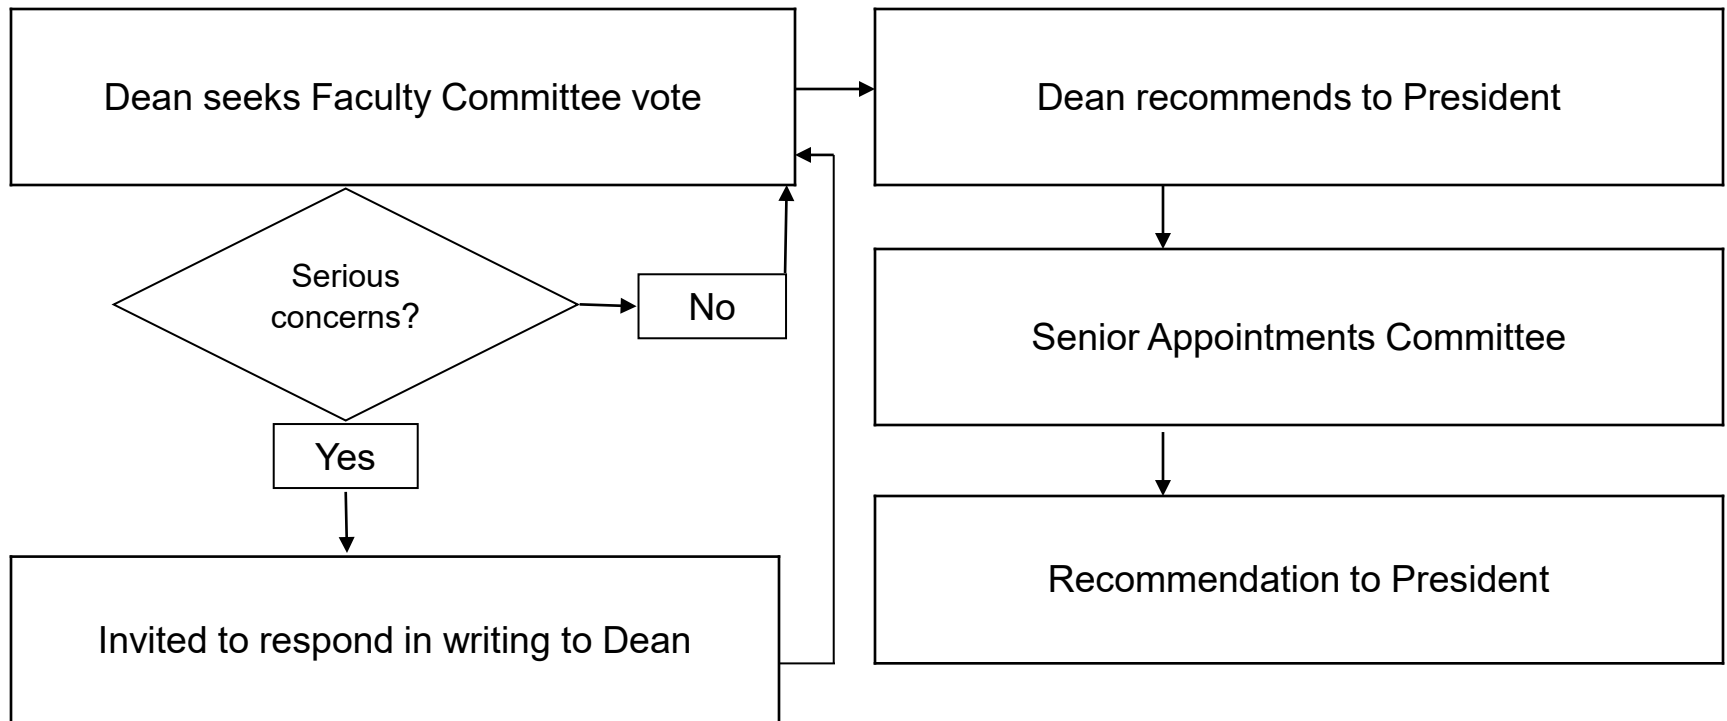 Dean seeks Faculty Committee vote
Serious
concerns?
No
Yes
Invited to respond in writing to Dean
Dean recommends to President
Senior Appointments Committee
Recommendation to President